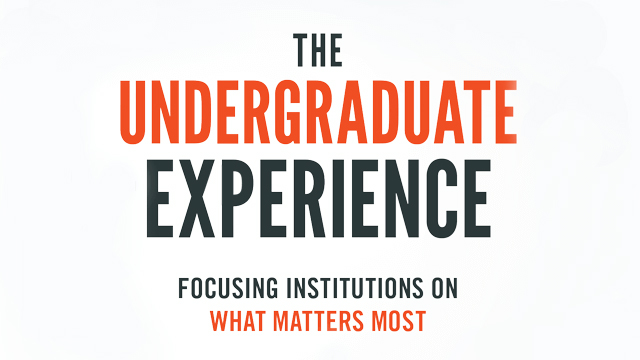 THE
UNDERGRADUATE
EXPERIENCE
FOCUSING INSTITUTIONS ON
WHAT MATTERS MOST